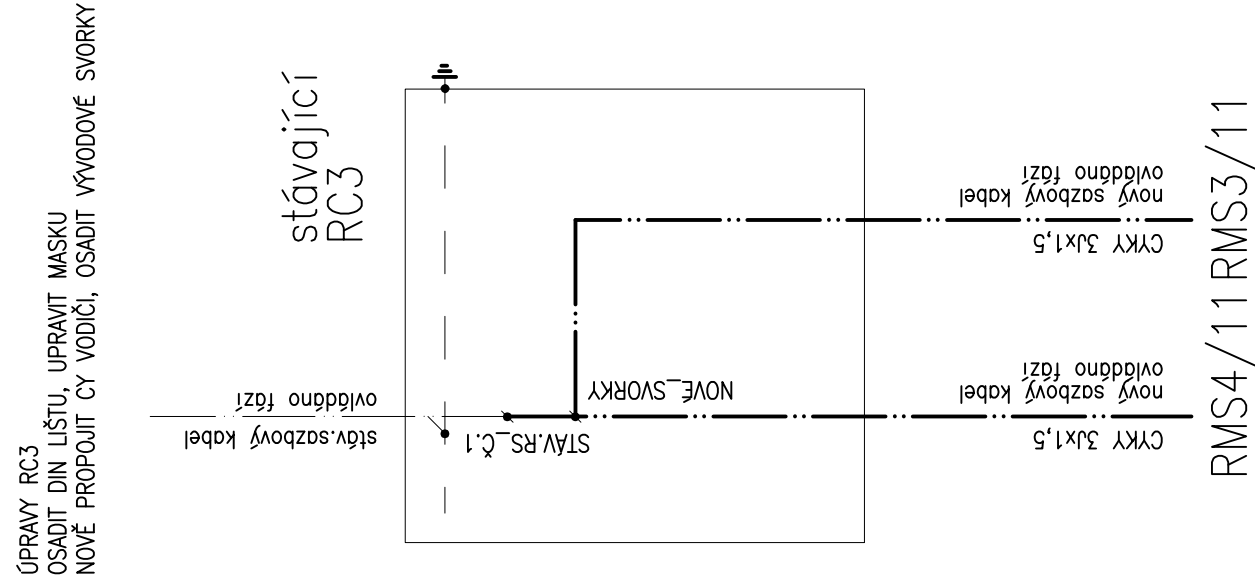 ÚPRAVY RC3
OSADIT DIN LIŠTU, UPRAVIT MASKU
NOVĚ PROPOJIT CY VODIČI, OSADIT VÝVODOVÉ SVORKY
stávající
RC3
stáv.sazbový kabel
ovládáno fází
STÁV.RS_Č.1
NOVÉ_SVORKY
CYKY 3Jx1,5
nový sazbový kabel
ovládáno fází
CYKY 3Jx1,5
nový sazbový kabel
ovládáno fází
RMS4/11
RMS3/11